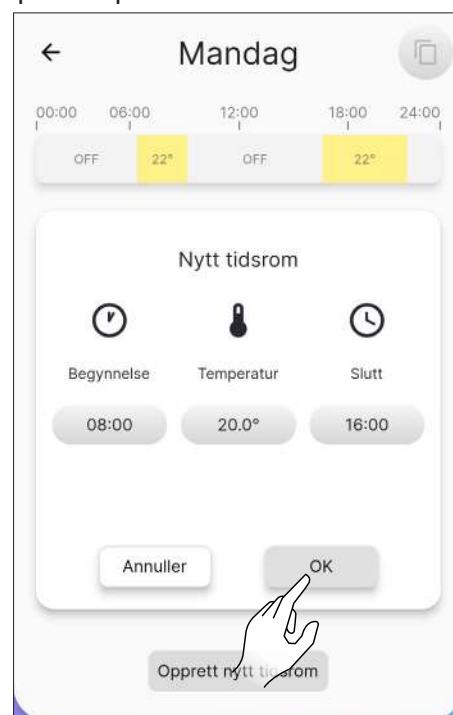 Mandag
00:00 06:00 12:00 18:00 24:00
OFF 22° OFF 22°
Nytt tidsrom
Begynnelse Temperatur Slutt
08:00 20.0° 16:00
Annuller OK
Opprett nytt tidsrom